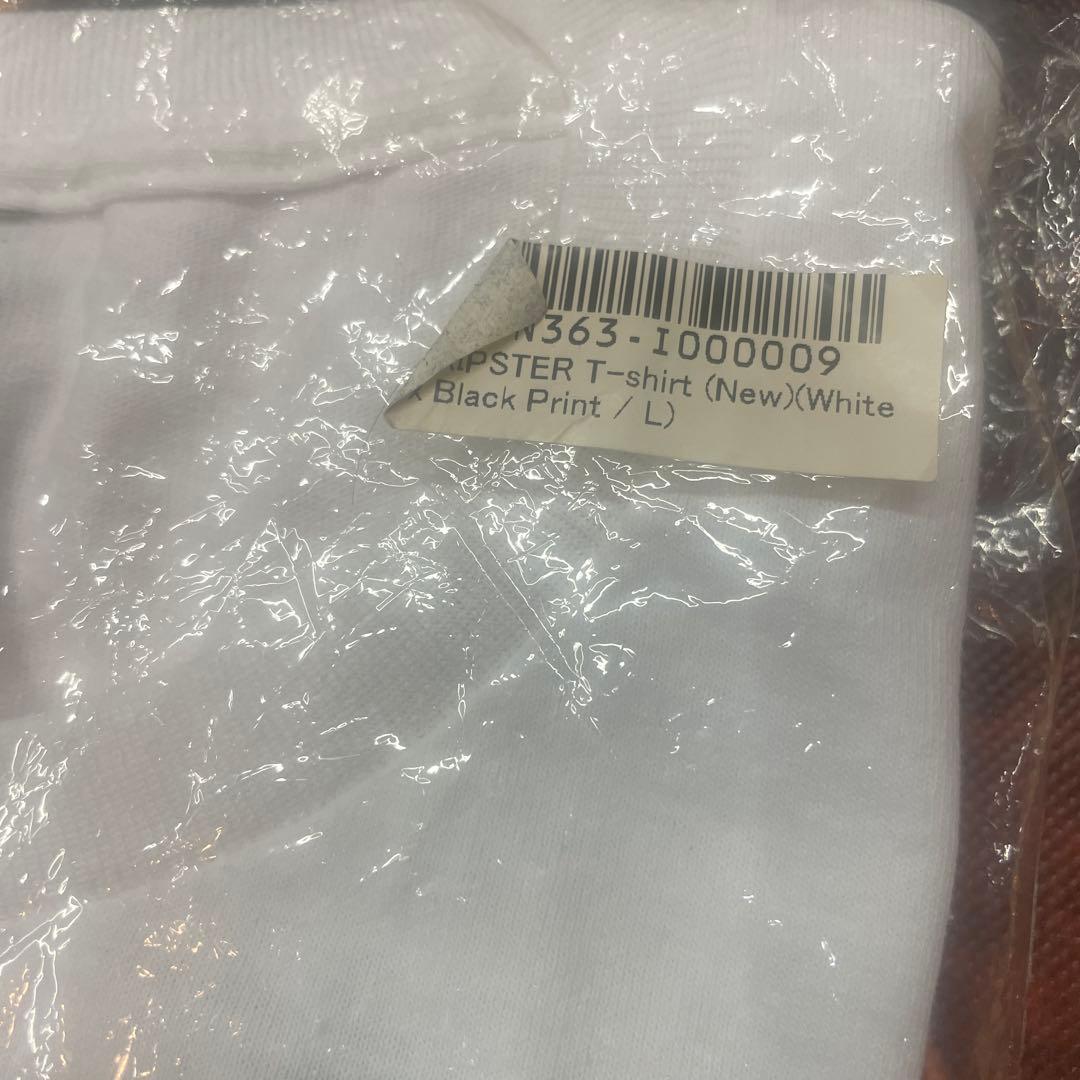 N363-I000009
IPSTER T-shirt (New)(White
Black Print / L)